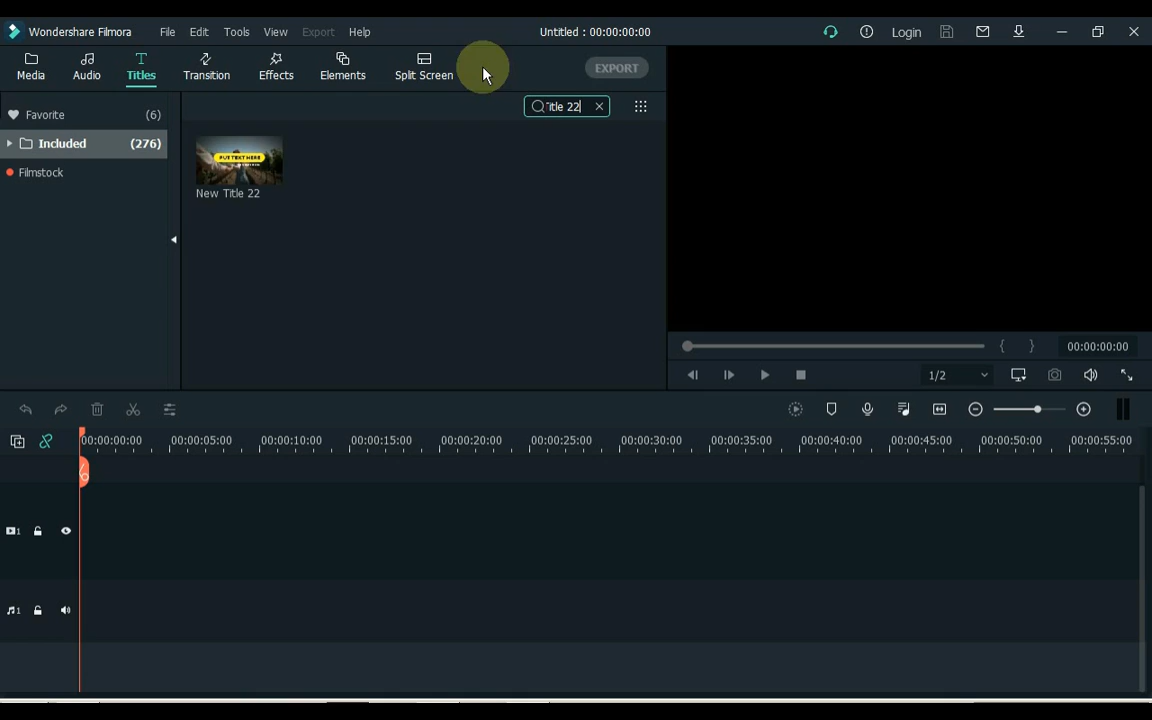 Wondershare Filmora File Edit Tools View Export Help Untitled : 00:00:00:00 Login
Media Audio Titles Transition Effects Elements Split Screen EXPORT
Favorite (6)
Included (276)
Filmstock
Title 22
PUT TEXT HERE
New Title 22
{ } 00:00:00:00
1/2
00:00:00:00 00:00:05:00 00:00:10:00 00:00:15:00 00:00:20:00 00:00:25:00 00:00:30:00 00:00:35:00 00:00:40:00 00:00:45:00 00:00:50:00 00:00:55:00
1
1